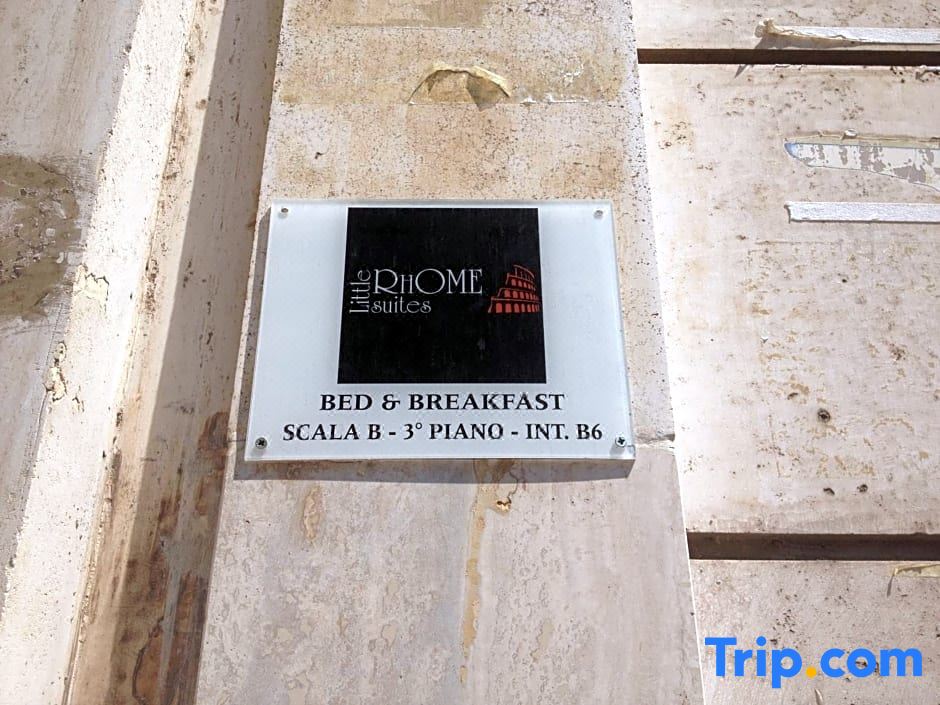 Little
RHOME
suites
BED & BREAKFAST
SCALA B - 3° PIANO - INT. B6
Trip.com